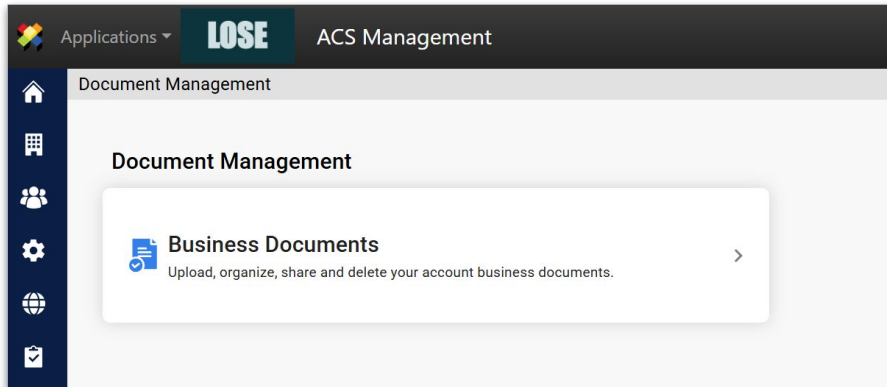 Applications
LOSE
ACS Management
Document Management
Document Management
Business Documents
Upload, organize, share and delete your account business documents.